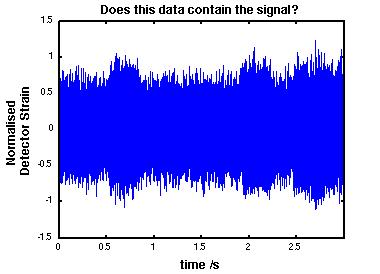 Does this data contain the signal?
Normalised
Detector Strain
1.5
1
0.5
0
-0.5
-1
-1.5
0 0.5 1 1.5 2 2.5
time /s